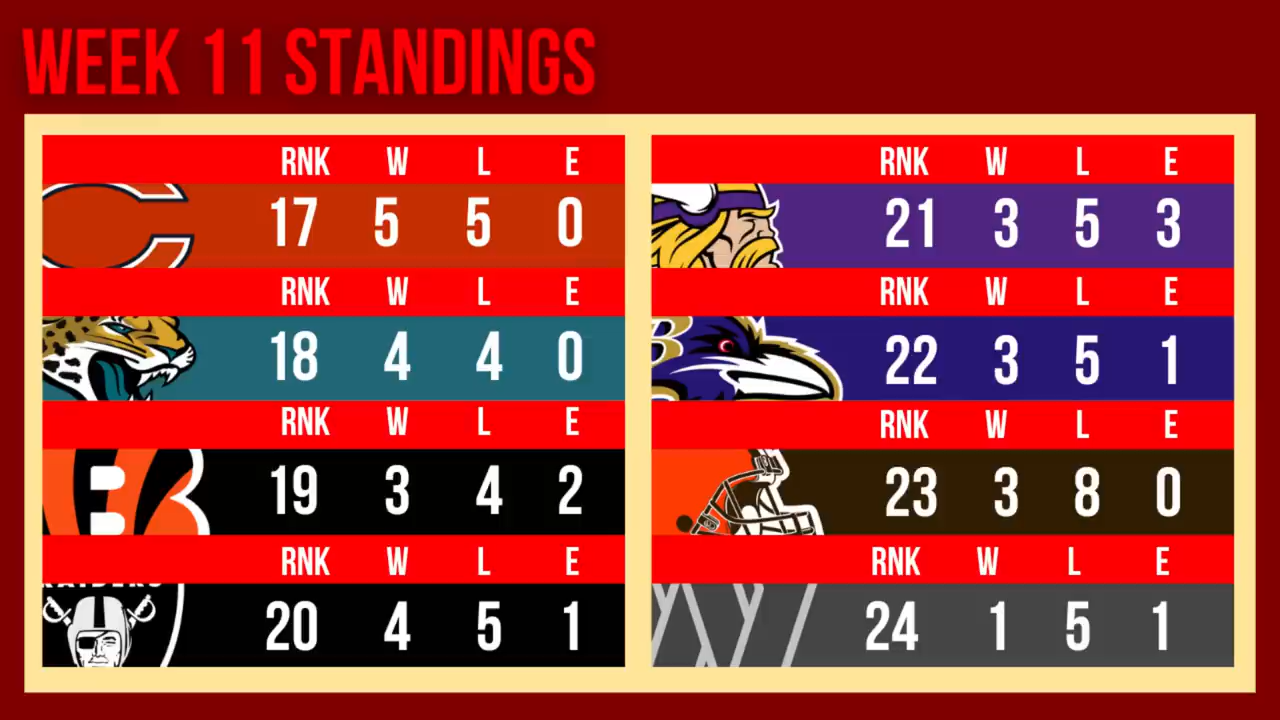 WEEK 11 STANDINGS
RNK W L E
17 5 5 0
RNK W L E
18 4 4 0
RNK W L E
19 3 4 2
RNK W L E
RAIDERS
20 4 5 1
RNK W L E
21 3 5 3
RNK W L E
B
22 3 5 1
RNK W L E
23 3 8 0
RNK W L E
24 1 5 1